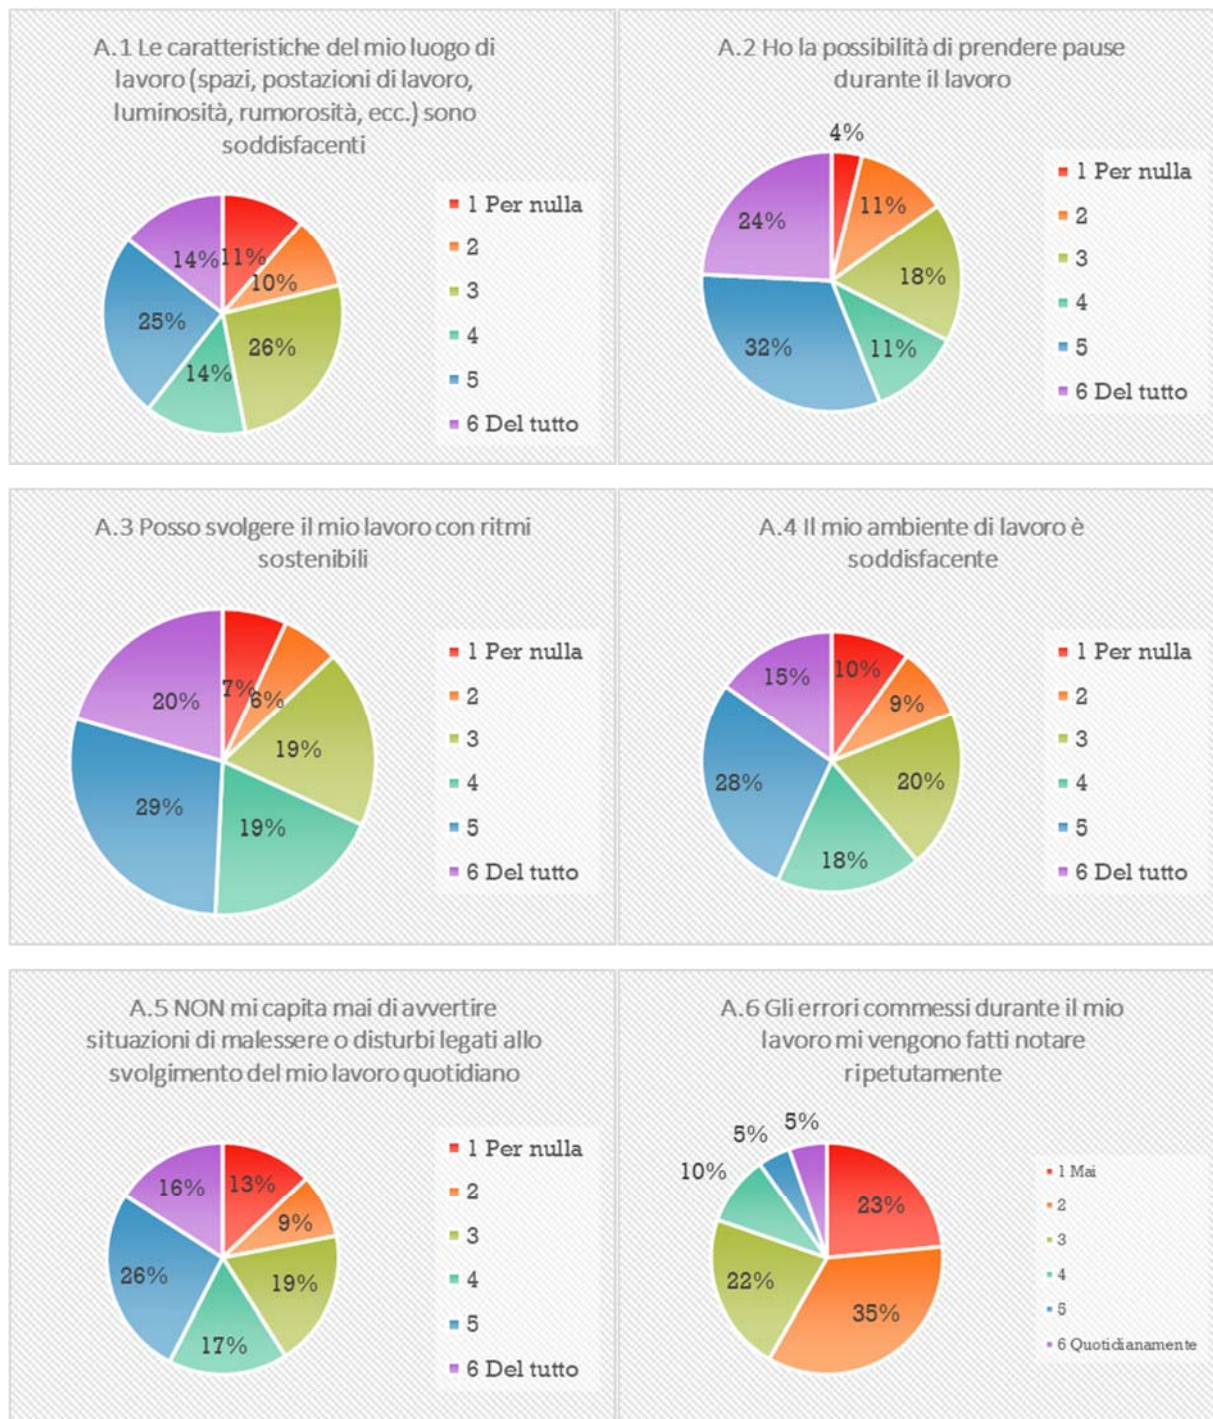 A.1 Le caratteristiche del mio luogo di
lavoro (spazi, postazioni di lavoro,
luminosità, rumorosità, ecc.) sono
soddisfacenti
14%
11%
10%
25%
26%
14%
1 Per nulla
2
3
4
5
6 Del tutto
A.2 Ho la possibilità di prendere pause
durante il lavoro
4%
11%
24%
18%
32%
11%
1 Per nulla
2
3
4
5
6 Del tutto
A.3 Posso svolgere il mio lavoro con ritmi
sostenibili
7%
6%
20%
19%
29%
19%
1 Per nulla
2
3
4
5
6 Del tutto
A.4 Il mio ambiente di lavoro è
soddisfacente
10%
15%
9%
28%
20%
18%
1 Per nulla
2
3
4
5
6 Del tutto
A.5 NON mi capita mai di avvertire
situazioni di malessere o disturbi legati allo
svolgimento del mio lavoro quotidiano
16%
13%
9%
26%
19%
17%
1 Per nulla
2
3
4
5
6 Del tutto
A.6 Gli errori commessi durante il mio
lavoro mi vengono fatti notare
ripetutamente
5%
5%
10%
23%
22%
35%
1 Mai
2
3
4
5
6 Quotidianamente